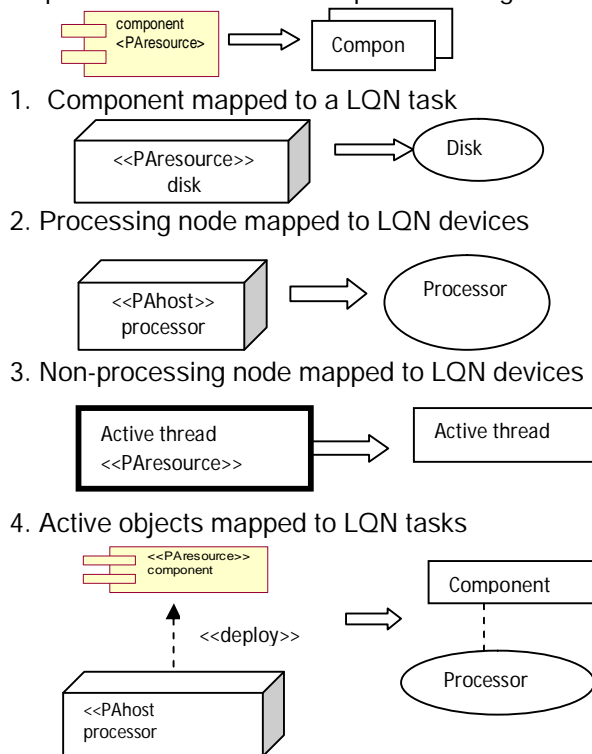 component
<PAresource>
Compon
1. Component mapped to a LQN task
<<PAresource>>
disk
Disk
2. Processing node mapped to LQN devices
<<PAhost>>
processor
Processor
3. Non-processing node mapped to LQN devices
Active thread
<<PAresource>>
Active thread
4. Active objects mapped to LQN tasks
<<PAresource>>
component
Component
<<deploy>>
<<PAhost
processor
Processor